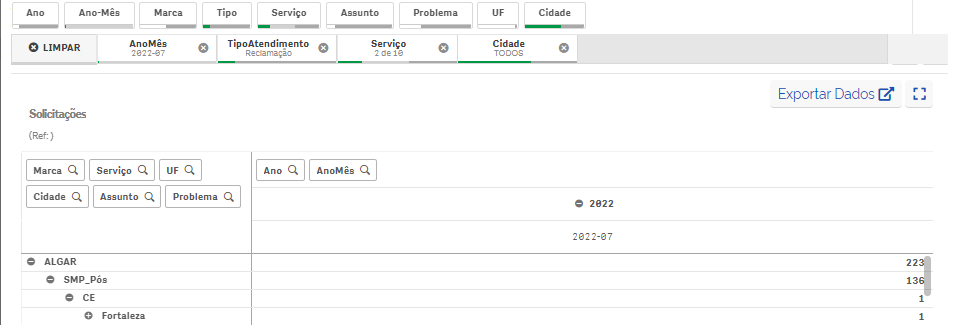 Ano Ano-Mês Marca Tipo Serviço Assunto Problema UF Cidade
LIMPAR AnoMês TipoAtendimento Serviço Cidade
2022-07 Reclamação 2 de 10 TODOS
Exportar Dados
Solicitações
(Ref: )
Marca Serviço UF Ano AnoMês
Cidade Assunto Problema
2022
2022-07
ALGAR 223
SMP_Pós 136
CE 1
Fortaleza 1